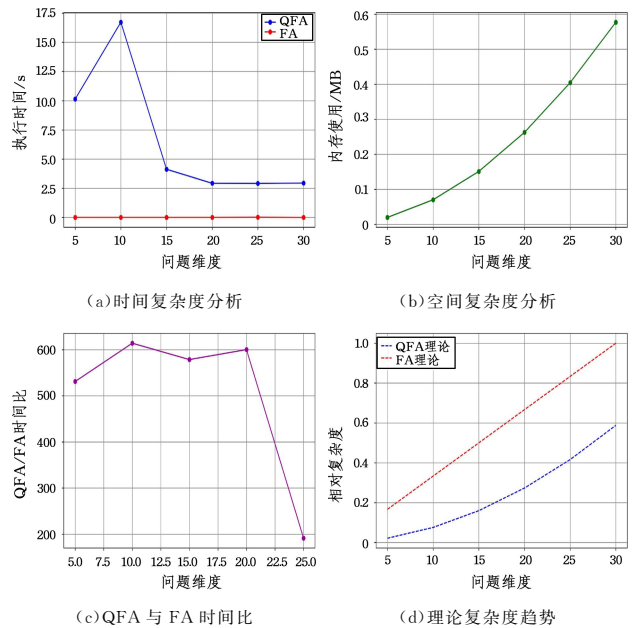 17.5
15.0
12.5
10.0
7.5
5.0
2.5
0
执行时间/s
QFA
FA
5 10 15 20 25 30
问题维度
(a)时间复杂度分析
0.6
0.5
0.4
0.3
0.2
0.1
0
内存使用/MB
5 10 15 20 25 30
问题维度
(b)空间复杂度分析
600
500
400
300
200
QFA/FA时间比
5.0 7.5 10.0 12.5 15.0 17.5 20.0 22.5 25.0
问题维度
(c)QFA与FA时间比
1.0
0.8
0.6
0.4
0.2
0
相对复杂度
QFA理论
FA理论
5 10 15 20 25 30
问题维度
(d)理论复杂度趋势